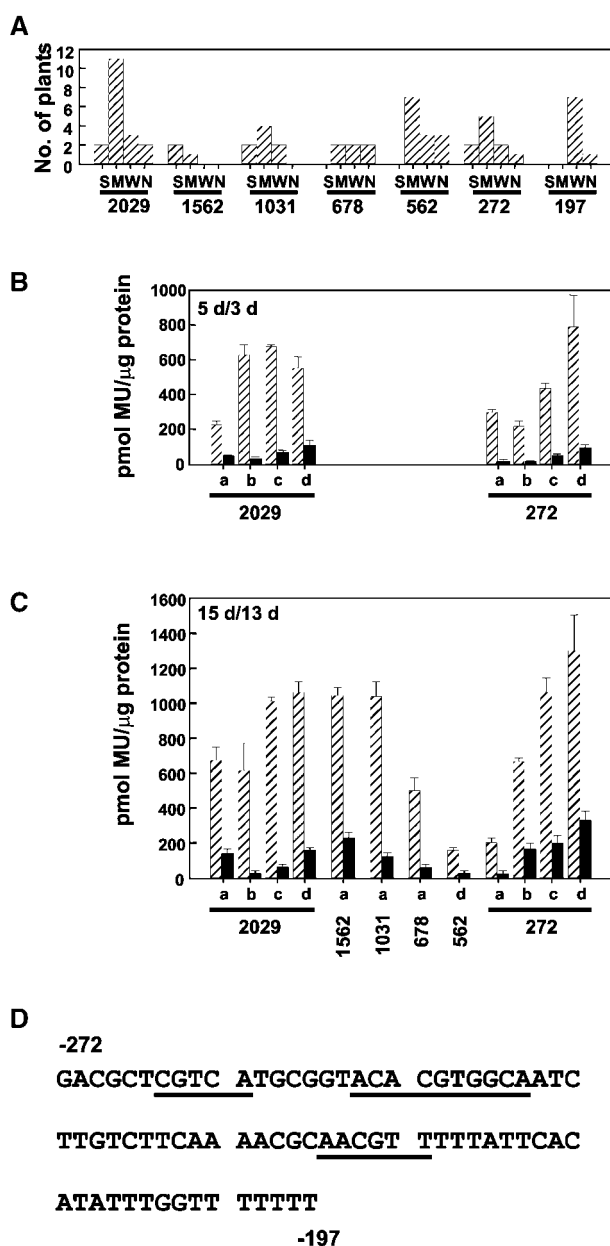 A
No. of plants
12
10
8
6
4
2
0
SMWN SMWN SMWN SMWN SMWN SMWN SMWN
2029 1562 1031 678 562 272 197
B
pmol MU/µg protein
1000
800
600
400
200
0
5 d/3 d
a b c d a b c d
2029 272
C
pmol MU/µg protein
1600
1400
1200
1000
800
600
400
200
0
15 d/13 d
a b c d a a a d a b c d
2029 1562 1031 678 562 272
D
-272
GACGCTCGTCA ATGCGGTACA CGTGGCAATC
TTGTCTTCAA AACGCAACGT TTTTATTCAC
ATATTTGGTT TTTTT
-197